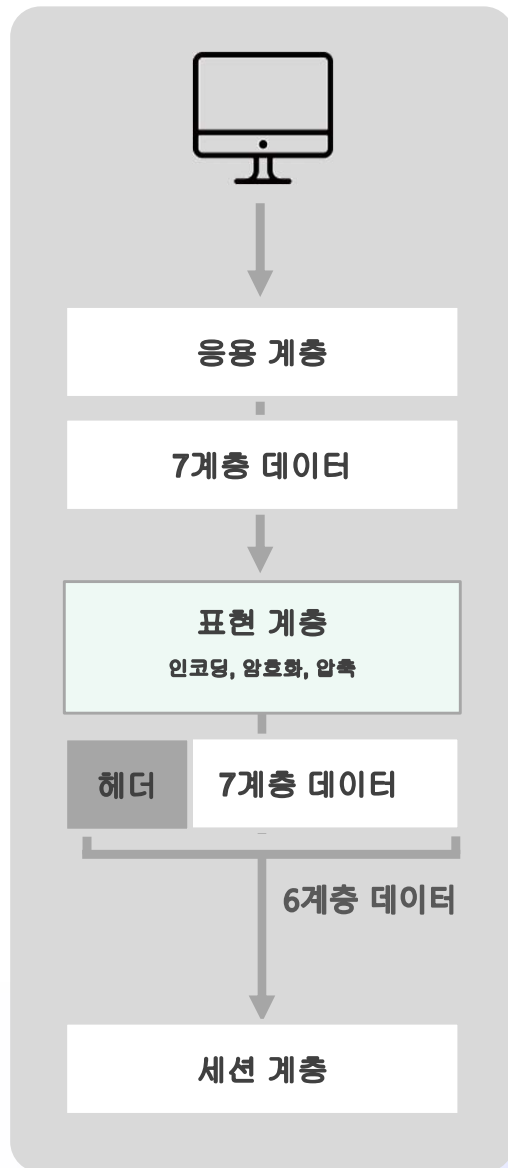 응용 계층
7계층 데이터
표현 계층
인코딩, 암호화, 압축
헤더
7계층 데이터
6계층 데이터
세션 계층